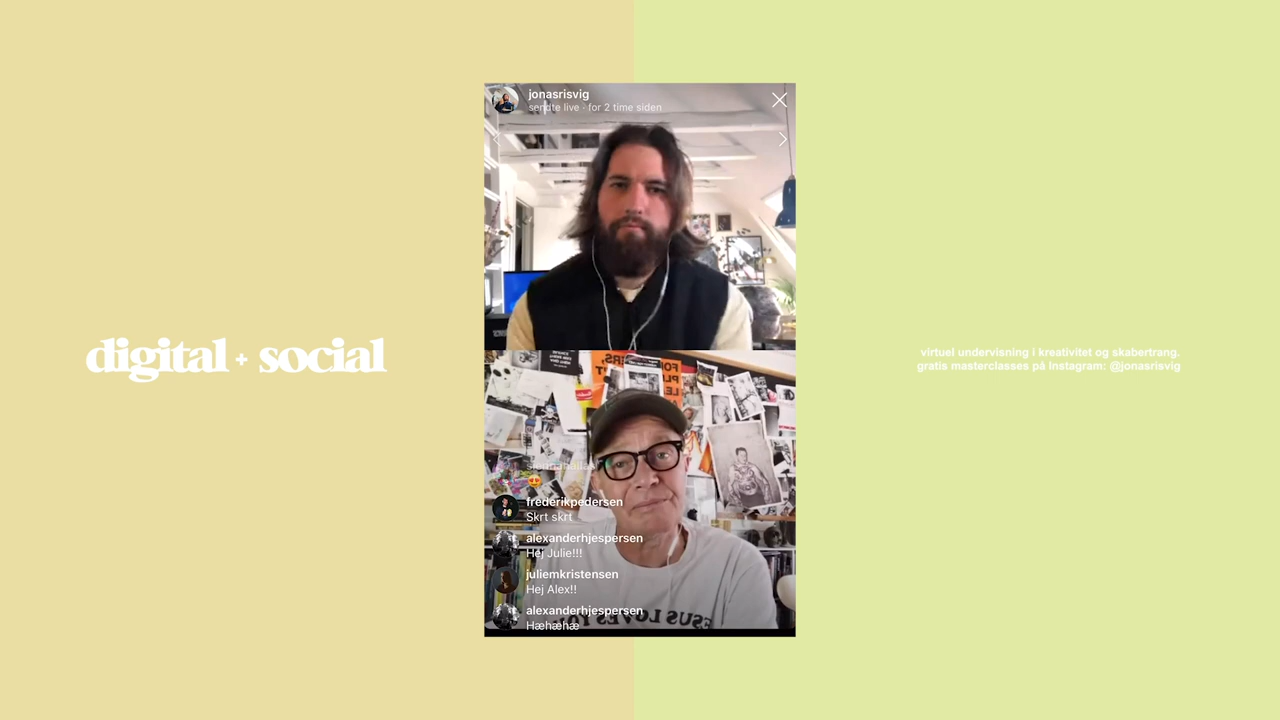 digital + social
jonasrisvig
sendte live · for 2 time siden
frederikpedersen
Skrt skrt
alexanderhjespersen
Hej Julie!!!
juliemkristensen
Hej Alex!!
alexanderhjespersen
Hæhæhæ
virtuel undervisning i kreativitet og skabertrang.
gratis masterclasses på Instagram: @jonasrisvig